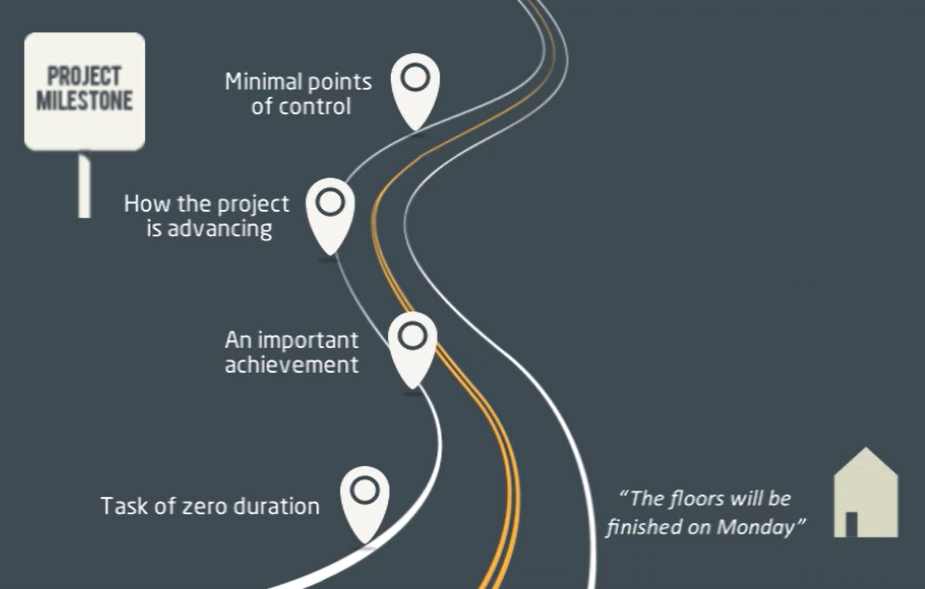 PROJECT
MILESTONE
Minimal points
of control
How the project
is advancing
An important
achievement
Task of zero duration
“The floors will be
finished on Monday”